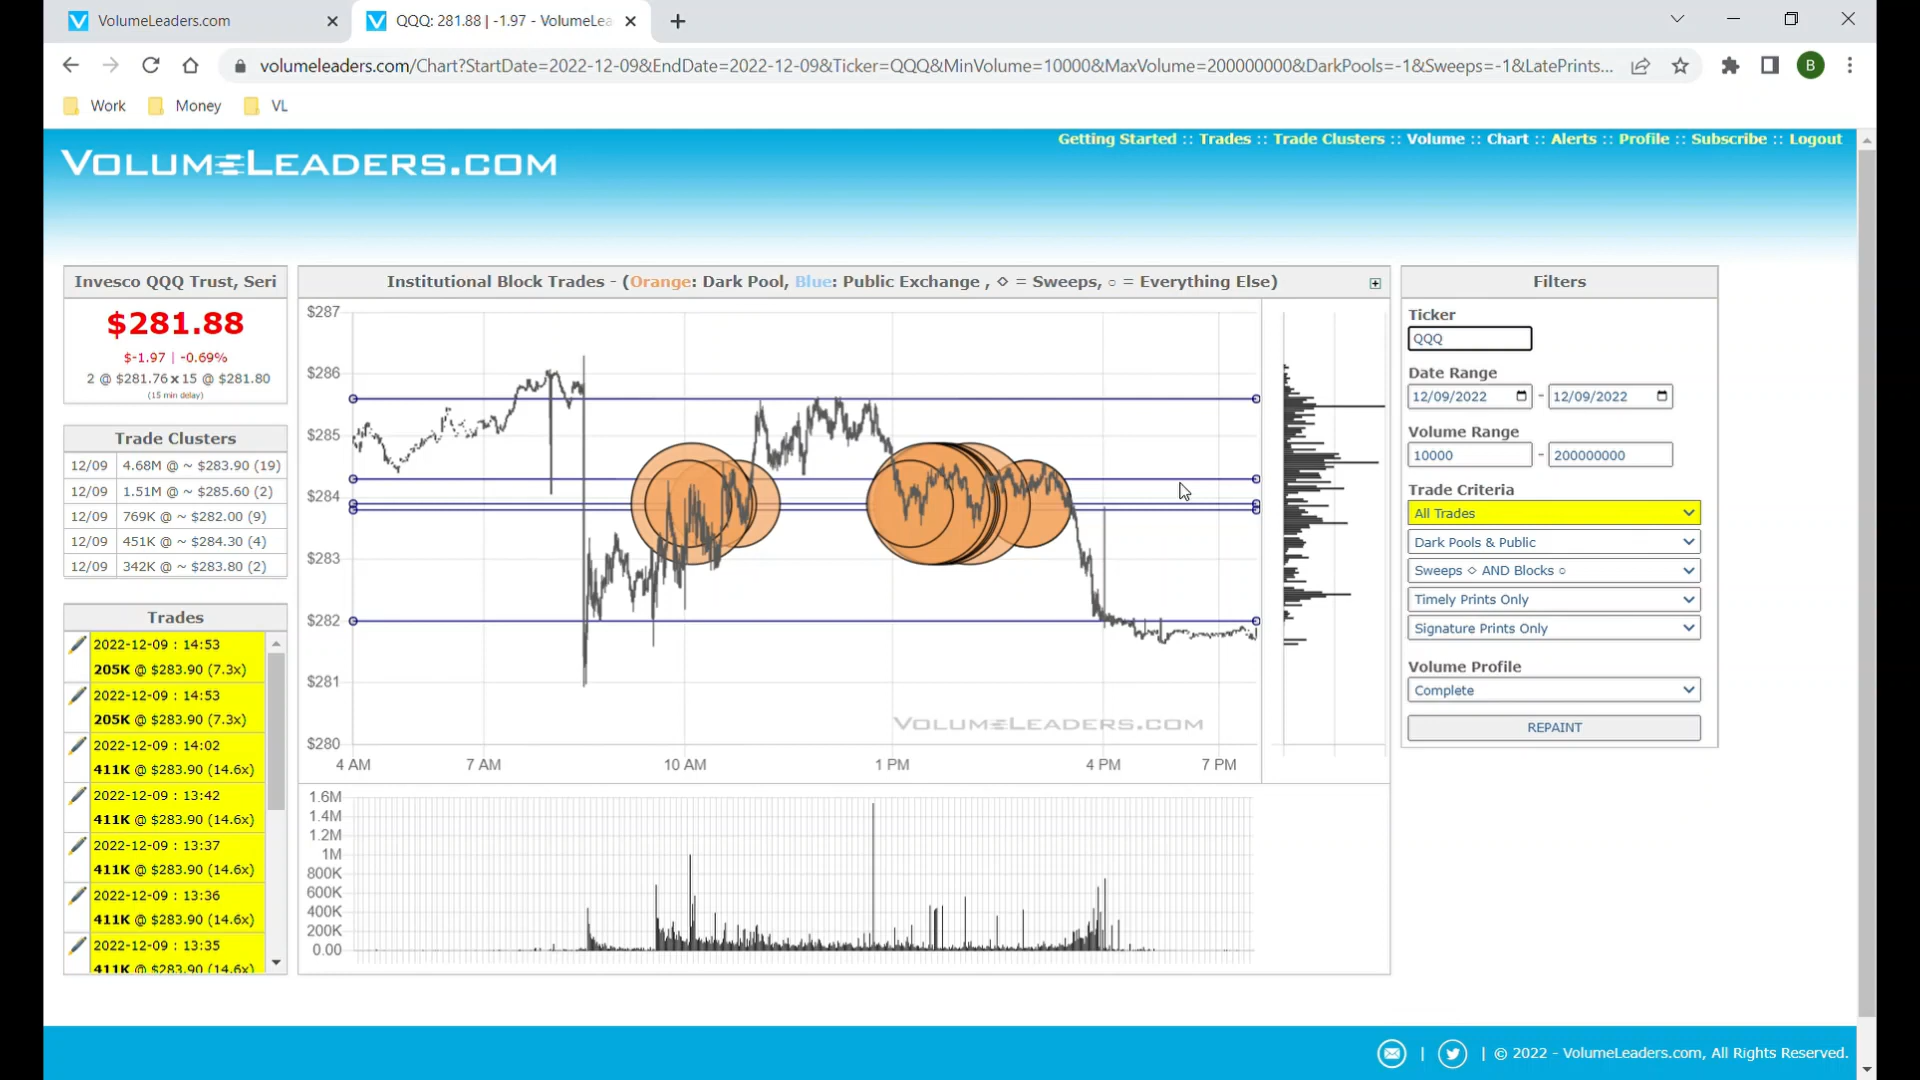 VolumeLeaders.com
QQQ: 281.88 | -1.97 - VolumeLea
volumeleaders.com/Chart?StartDate=2022-12-09&EndDate=2022-12-09&Ticker=QQQ&MinVolume=10000&MaxVolume=200000000&DarkPools=-1&Sweeps=-1&LatePrints...
B
Work
Money
VL
Getting Started :: Trades :: Trade Clusters :: Volume :: Chart :: Alerts :: Profile :: Subscribe :: Logout
VOLUMELEADERS.COM
Invesco QQQ Trust, Seri
$281.88
$-1.97 | -0.69%
2 @ $281.76 x 15 @ $281.80
(15 min delay)
Trade Clusters
12/09 4.68M @ ~ $283.90 (19)
12/09 1.51M @ ~ $285.60 (2)
12/09 769K @ ~ $282.00 (9)
12/09 451K @ ~ $284.30 (4)
12/09 342K @ ~ $283.80 (2)
Trades
2022-12-09 : 14:53
205K @ $283.90 (7.3x)
2022-12-09 : 14:53
205K @ $283.90 (7.3x)
2022-12-09 : 14:02
411K @ $283.90 (14.6x)
2022-12-09 : 13:42
411K @ $283.90 (14.6x)
2022-12-09 : 13:37
411K @ $283.90 (14.6x)
2022-12-09 : 13:36
411K @ $283.90 (14.6x)
2022-12-09 : 13:35
411K @ $283.90 (14.6x)
Institutional Block Trades - (Orange: Dark Pool, Blue: Public Exchange , ◇ = Sweeps, ○ = Everything Else)
$287
$286
$285
$284
$283
$282
$281
$280
VOLUMELEADERS.COM
4 AM
7 AM
10 AM
1 PM
4 PM
7 PM
1.6M
1.4M
1.2M
1M
800K
600K
400K
200K
0.00
Filters
Ticker
QQQ
Date Range
12/09/2022 - 12/09/2022
Volume Range
10000 - 200000000
Trade Criteria
All Trades
Dark Pools & Public
Sweeps ◇ AND Blocks ○
Timely Prints Only
Signature Prints Only
Volume Profile
Complete
REPAINT
| | © 2022 - VolumeLeaders.com, All Rights Reserved.